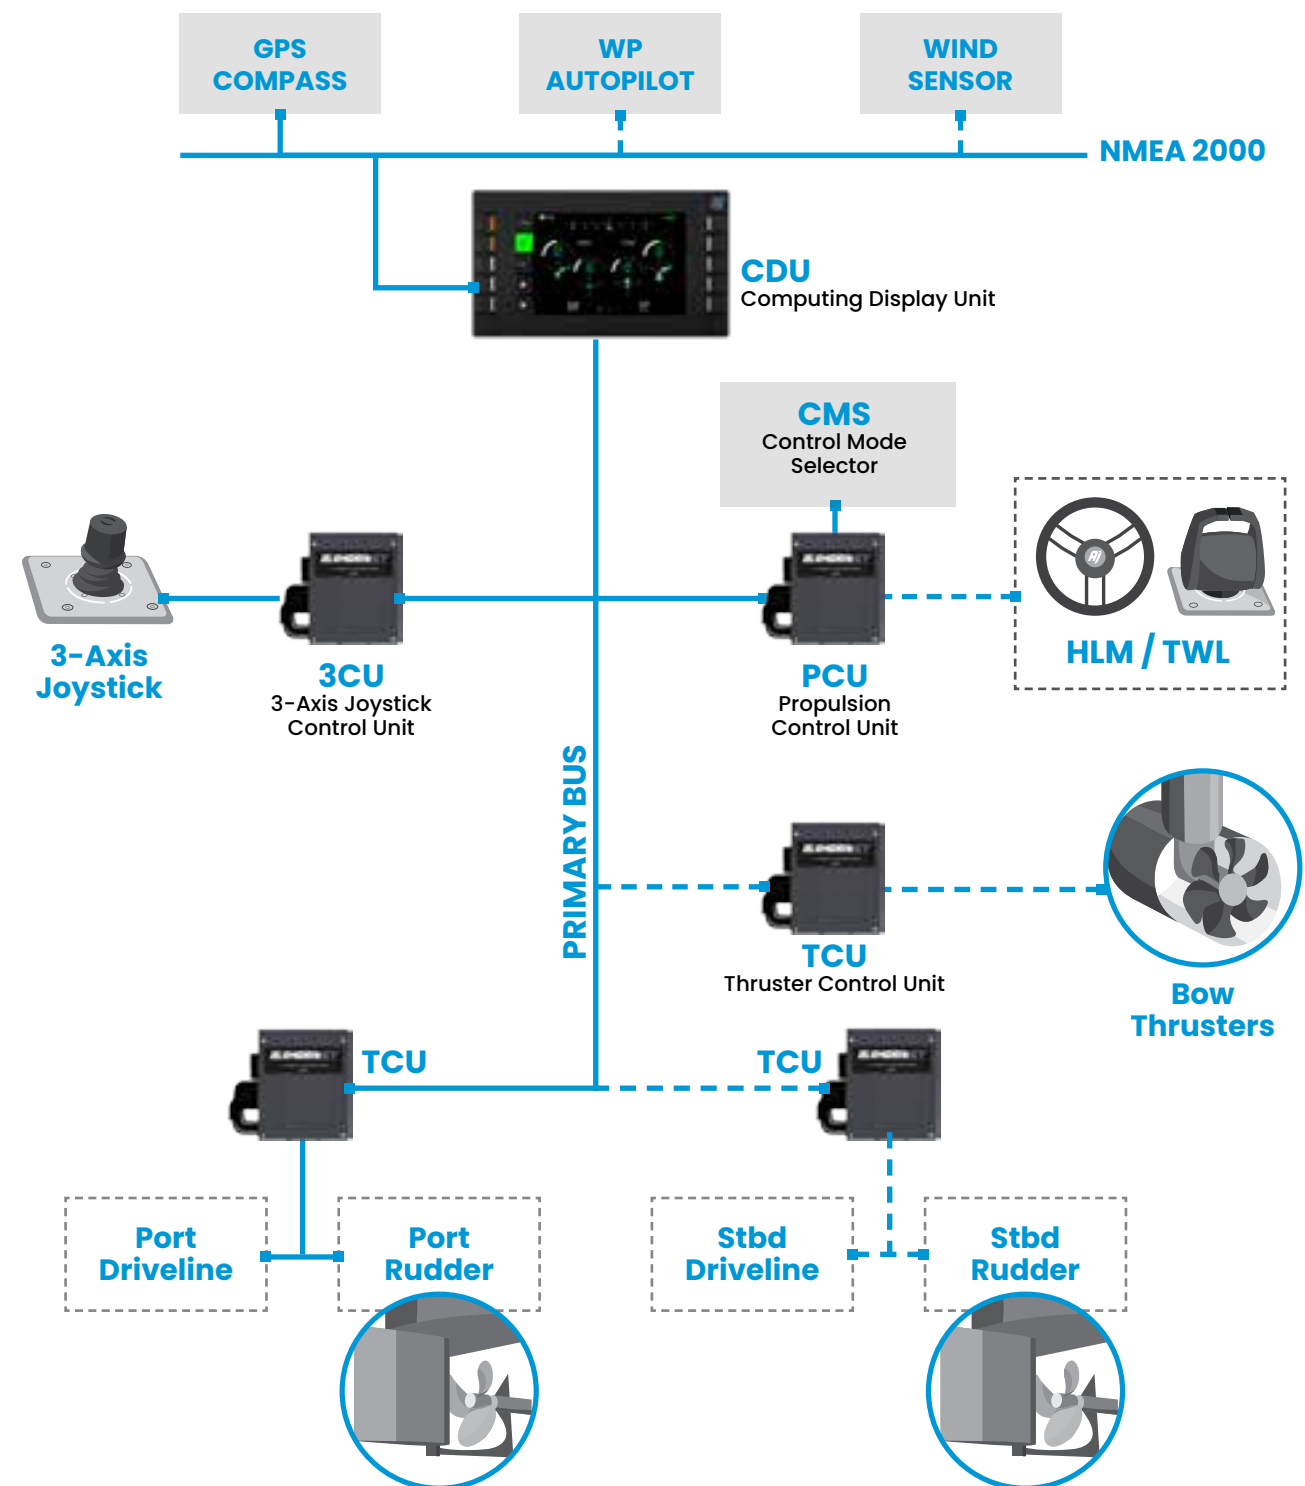 GPS
COMPASS
WP
AUTOPILOT
WIND
SENSOR
NMEA 2000
CDU
Computing Display Unit
CMS
Control Mode
Selector
3-Axis
Joystick
3CU
3-Axis Joystick
Control Unit
PCU
Propulsion
Control Unit
HLM / TWL
PRIMARY BUS
TCU
Thruster Control Unit
Bow
Thrusters
TCU
TCU
Port
Driveline
Port
Rudder
Stbd
Driveline
Stbd
Rudder